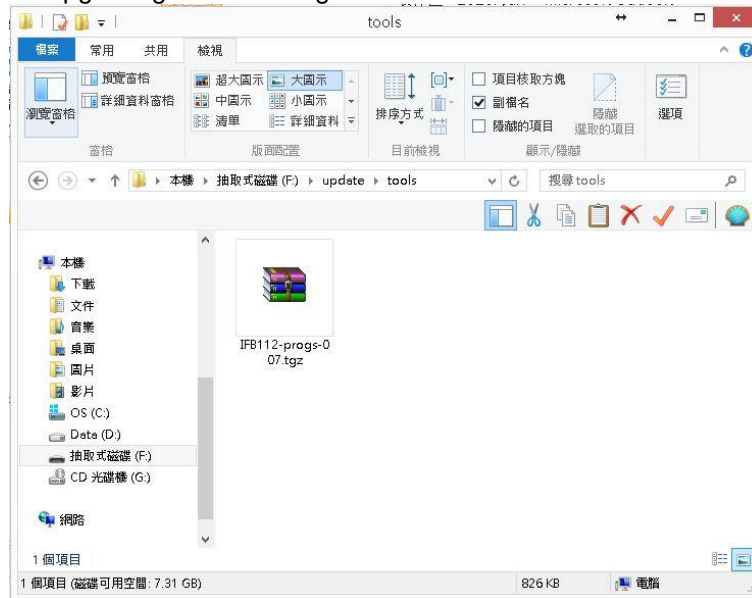 tools
檔案 常用 共用 檢視
瀏覽窗格
預覽窗格
詳細資料窗格
窗格
超大圖示 大圖示
中圖示 小圖示
清單 詳細資料
版面配置
排序方式
目前檢視
項目核取方塊
副檔名
隱藏的項目
隱藏
選取的項目
顯示/隱藏
選項
本機 抽取式磁碟 (F:) update tools
搜尋 tools
本機
下載
文件
音樂
桌面
圖片
影片
OS (C:)
Data (D:)
抽取式磁碟 (F:)
CD 光碟機 (G:)
網路
IFB112-progs-0
07.tgz
1 個項目
1 個項目 (磁碟可用空間: 7.31 GB) 826 KB 電腦